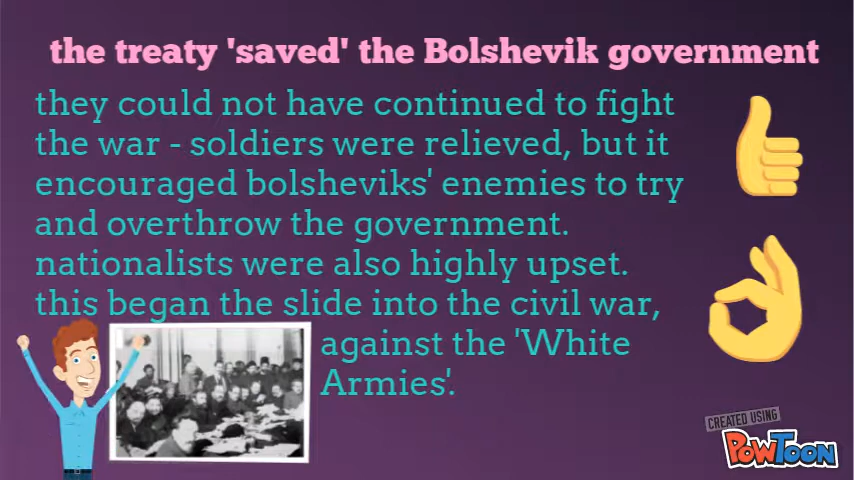 the treaty 'saved' the Bolshevik government
they could not have continued to fight
the war - soldiers were relieved, but it
encouraged bolsheviks' enemies to try
and overthrow the government.
nationalists were also highly upset.
this began the slide into the civil war,
against the 'White
Armies'.
CREATED USING
POWTOON